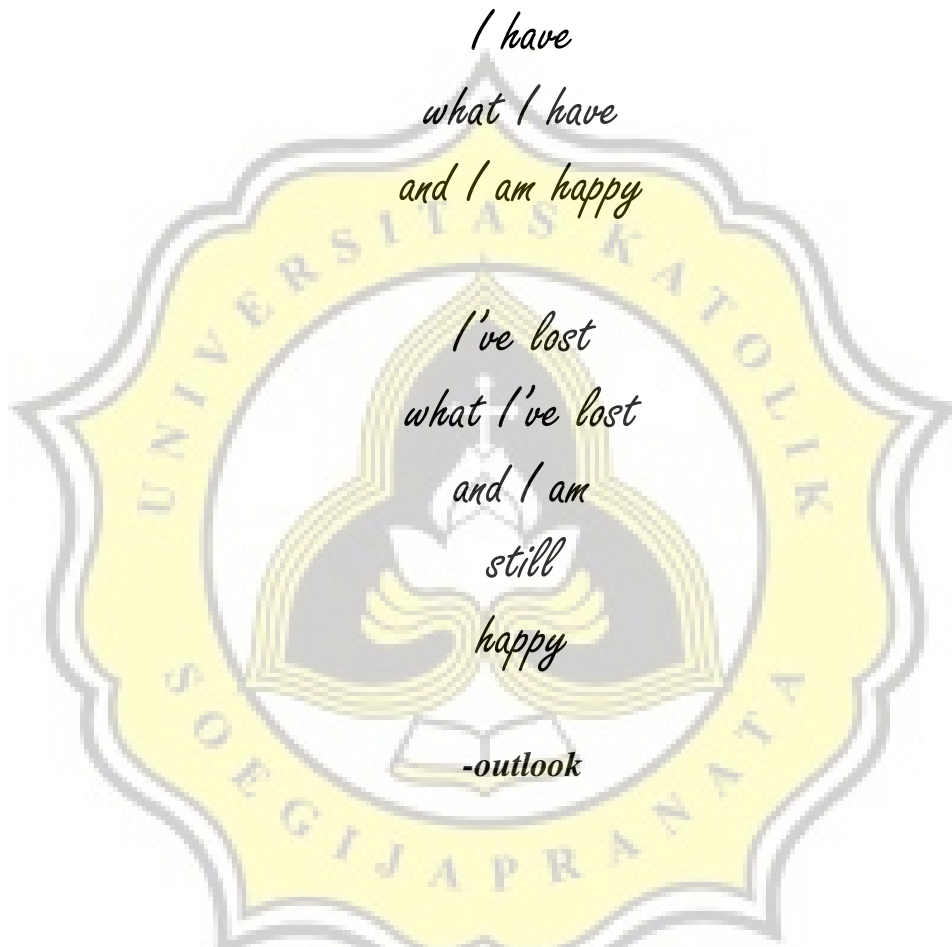 I have
what I have
and I am happy
I've lost
what I've lost
and I am
still
happy
-outlook
UNIVERSITAS KATOLIK
SOEGIJAPRANATA